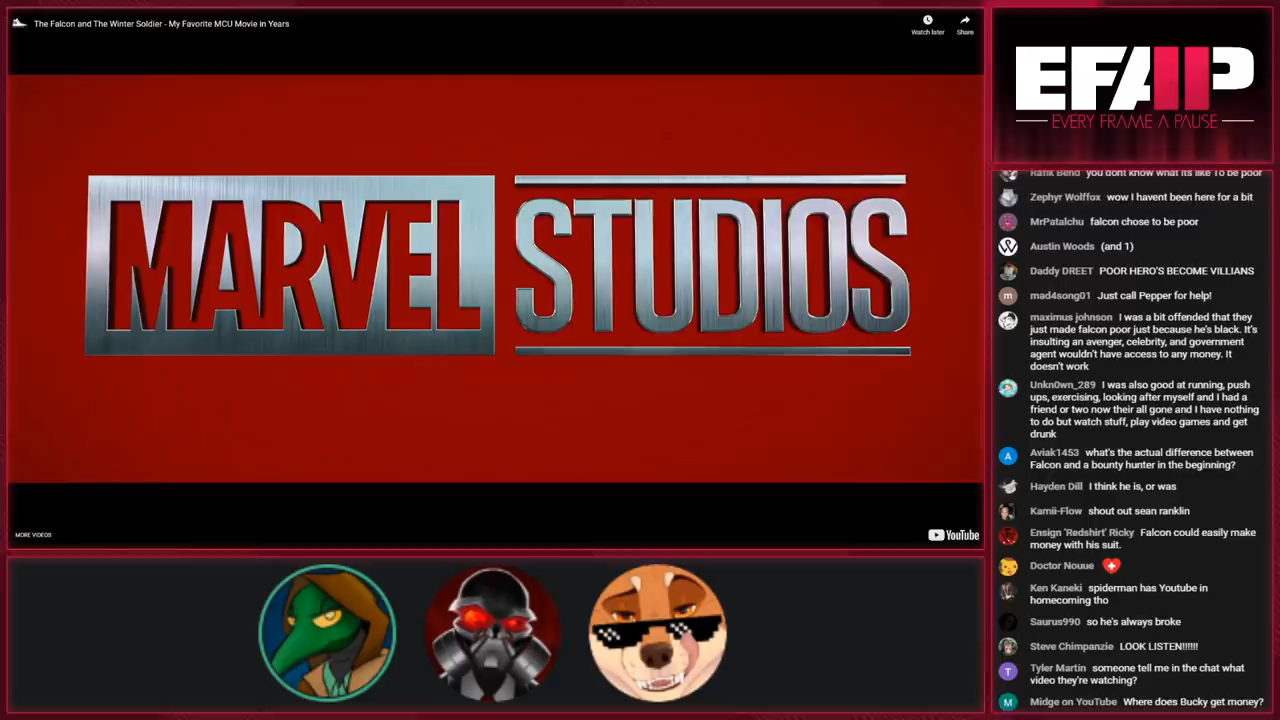 The Falcon and The Winter Soldier - My Favorite MCU Movie in Years
Watch later
Share
MARVEL STUDIOS
MORE VIDEOS
YouTube
EFAP
EVERY FRAME A PAUSE
Rafik Bend you dont know what its like To be poor
Zephyr Wolffox wow I havent been here for a bit
MrPatalchu falcon chose to be poor
Austin Woods (and 1)
Daddy DREET POOR HERO'S BECOME VILLIANS
mad4song01 Just call Pepper for help!
maximus johnson I was a bit offended that they
just made falcon poor just because he's black. It's
insulting an avenger, celebrity, and government
agent wouldn't have access to any money. It
doesn't work
Unkn0wn_289 I was also good at running, push
ups, exercising, looking after myself and I had a
friend or two now their all gone and I have nothing
to do but watch stuff, play video games and get
drunk
A
Aviak1453 what's the actual difference between
Falcon and a bounty hunter in the beginning?
Hayden Dill I think he is, or was
Kamii-Flow shout out sean ranklin
Ensign 'Redshirt' Ricky Falcon could easily make
money with his suit.
Doctor Nouue
Ken Kaneki spiderman has Youtube in
homecoming tho
Saurus990 so he's always broke
Steve Chimpanzie LOOK LISTEN!!!!!!
T
Tyler Martin someone tell me in the chat what
video they're watching?
M
Midge on YouTube Where does Bucky get money?